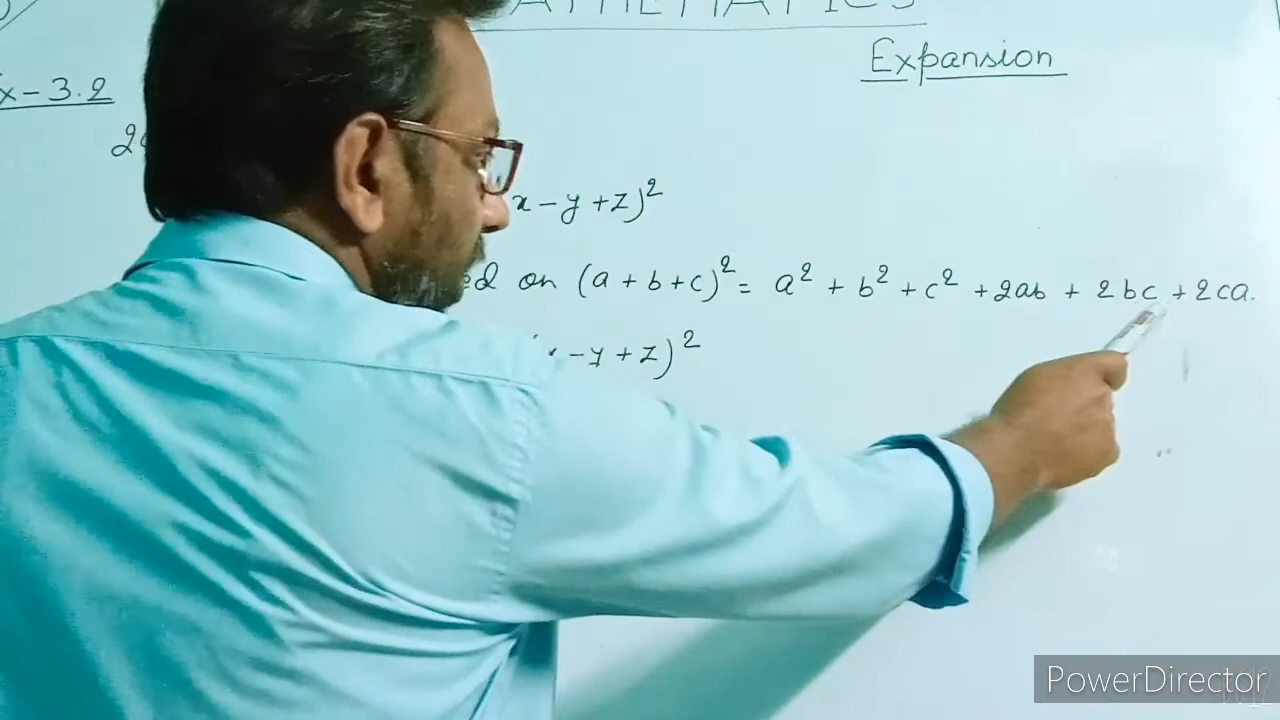 Expansion
x - 3.2
x - y + z)²
on (a + b + c)² = a² + b² + c² + 2ab + 2bc + 2ca.
- y + z)²
PowerDirector